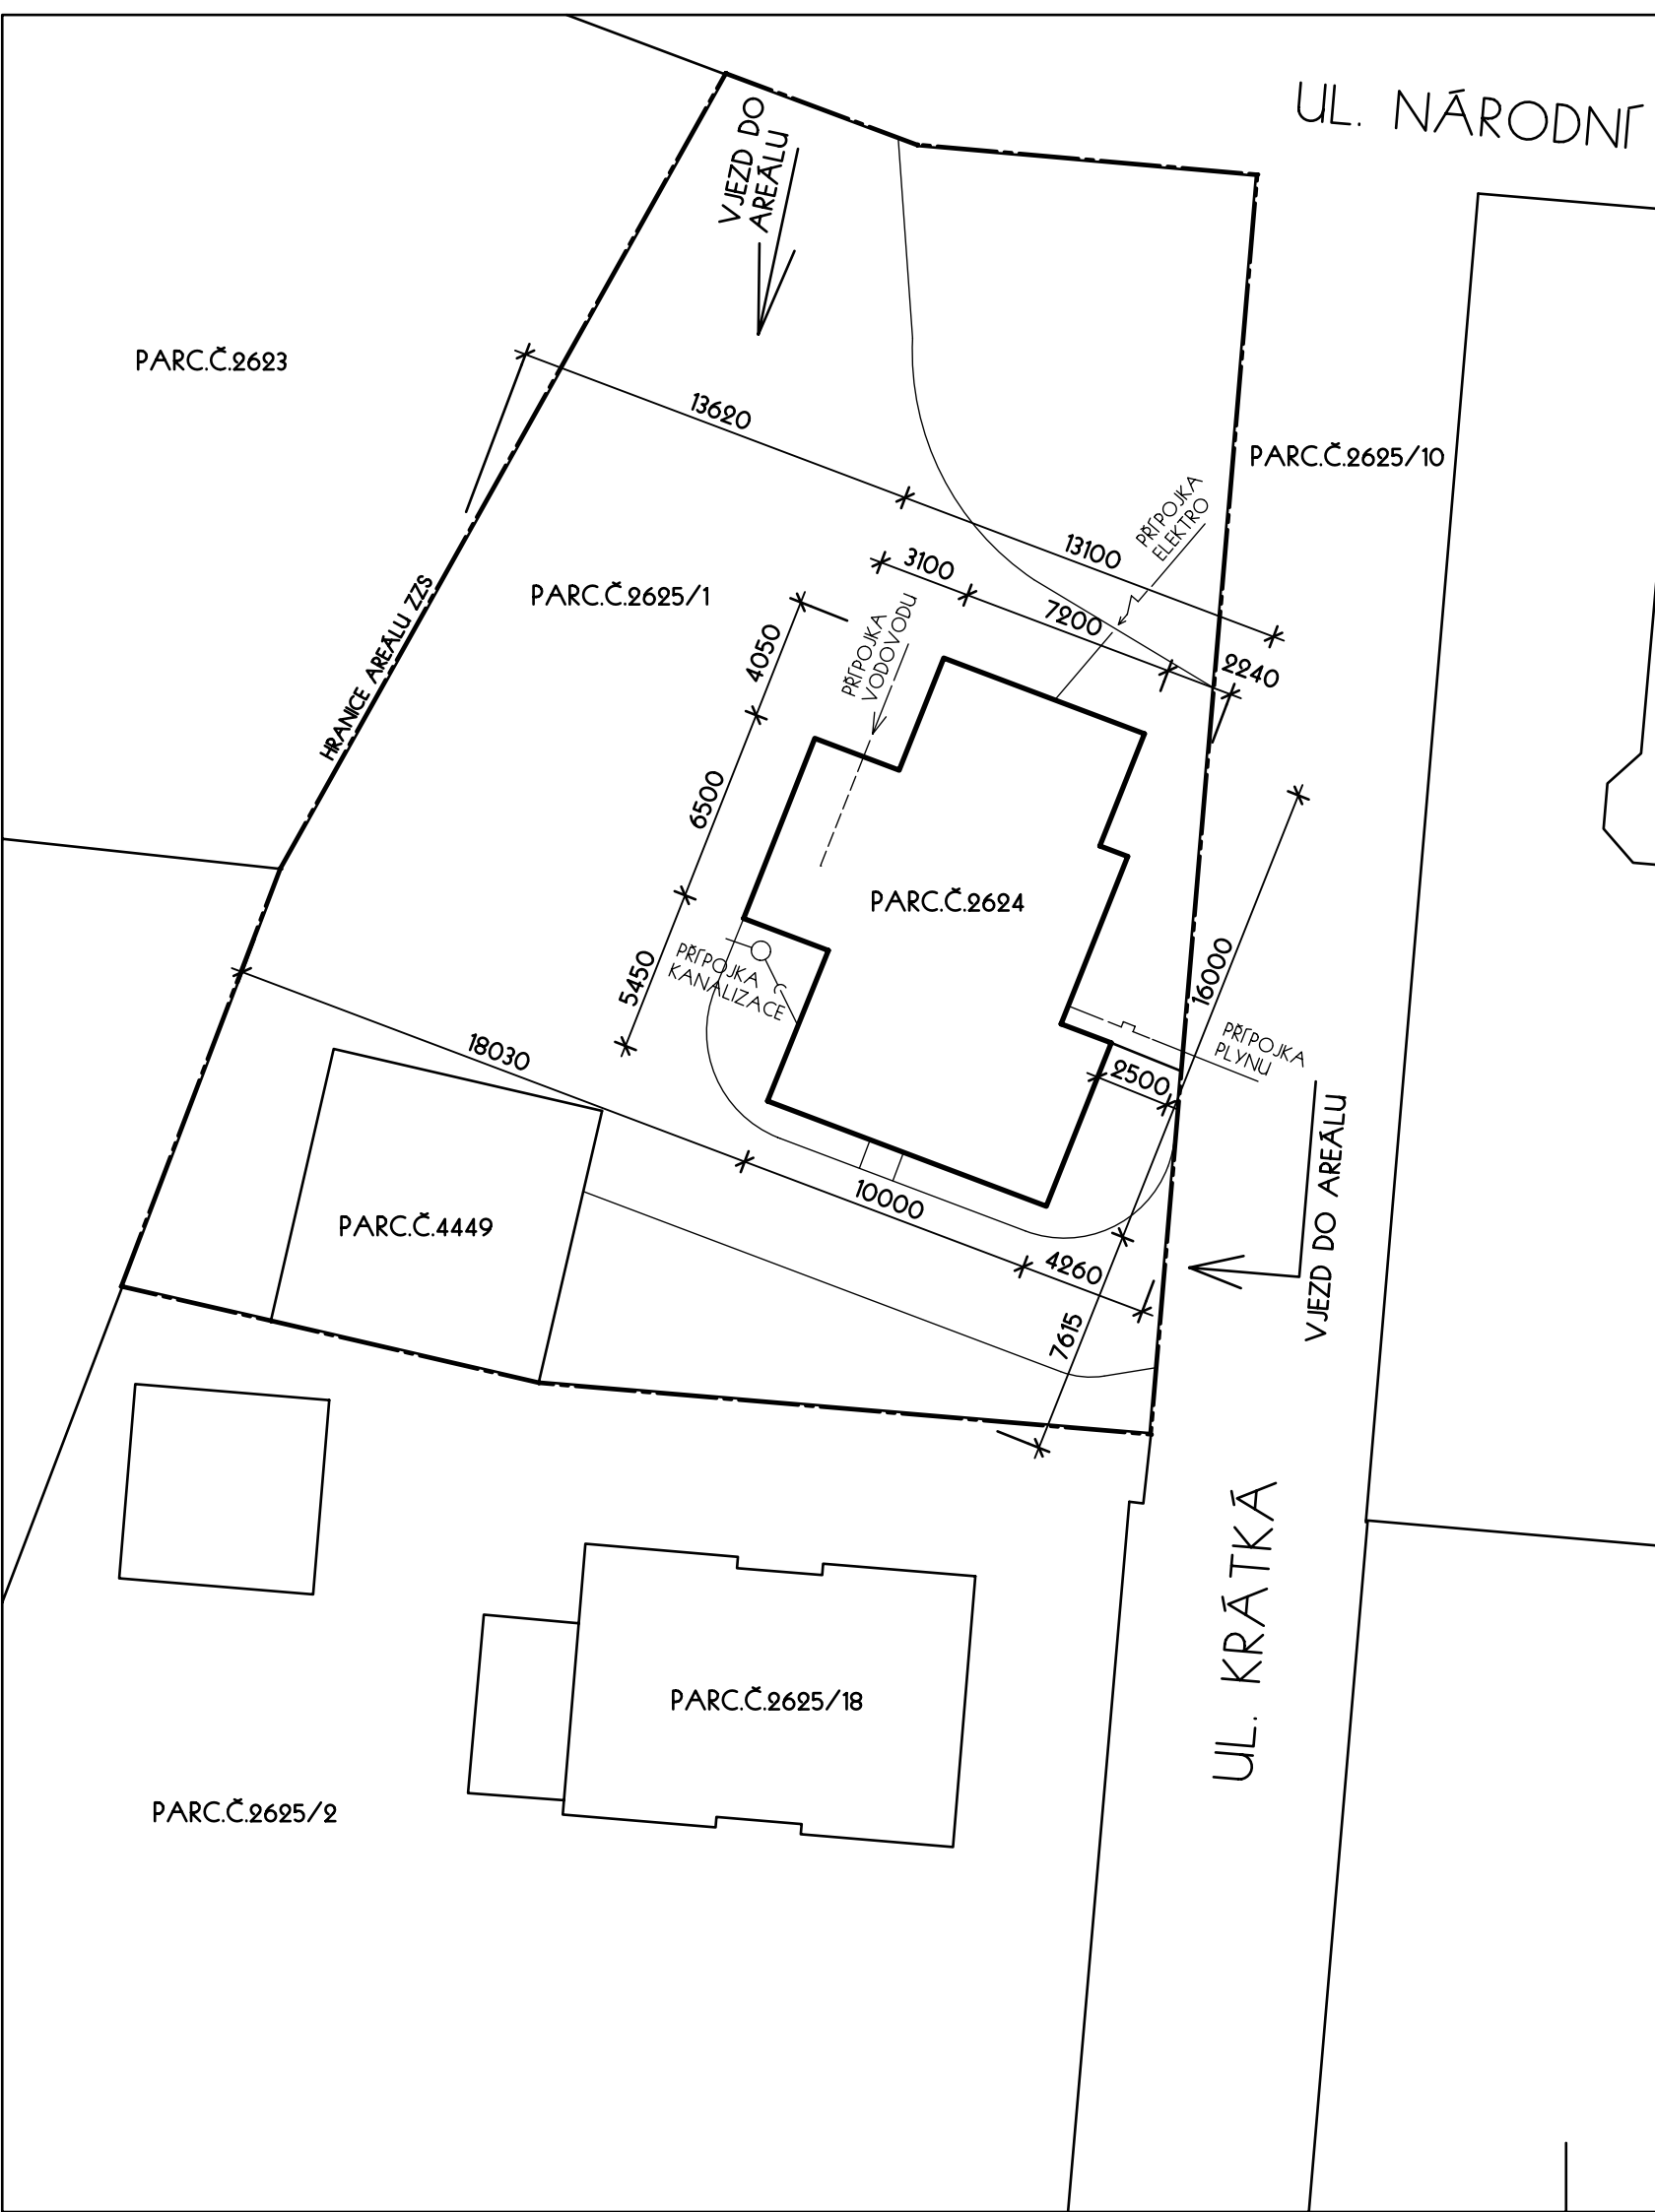 UL. NÁRODNÍ
VJEZD DO
AREÁLU
PARC.Č.2623
13620
PARC.Č.2625/10
PŘÍPOJKA
ELEKTRO
13100
3100
HRANICE AREÁLU ZZS
PARC.Č.2625/1
7200
PŘÍPOJKA
VODOVODU
4050
2240
6500
PARC.Č.2624
5450
PŘÍPOJKA
KANALIZACE
16000
18030
PŘÍPOJKA
PLYNU
2500
PARC.Č.4449
10000
VJEZD DO AREÁLU
4260
7615
UL. KRÁTKÁ
PARC.Č.2625/18
PARC.Č.2625/2